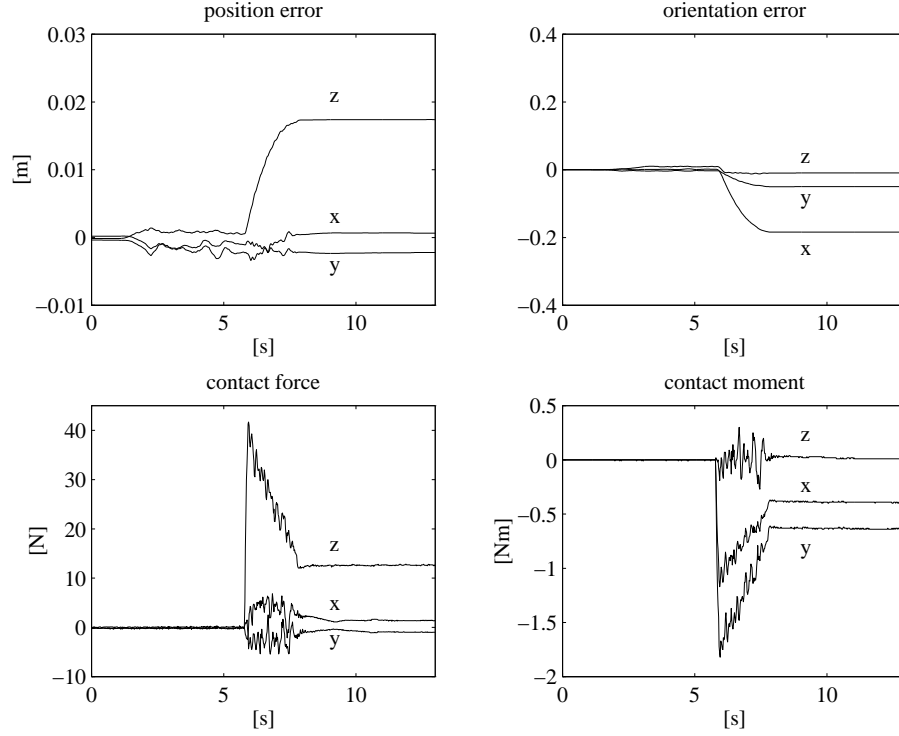 position error
0.03
0.02
0.01
0
−0.01
[m]
z
x
y
0
5
10
[s]
orientation error
0.4
0.2
0
−0.2
−0.4
z
y
x
0
5
10
[s]
contact force
40
30
20
10
0
−10
[N]
z
x
y
0
5
10
[s]
contact moment
0.5
0
−0.5
−1
−1.5
−2
[Nm]
z
x
y
0
5
10
[s]